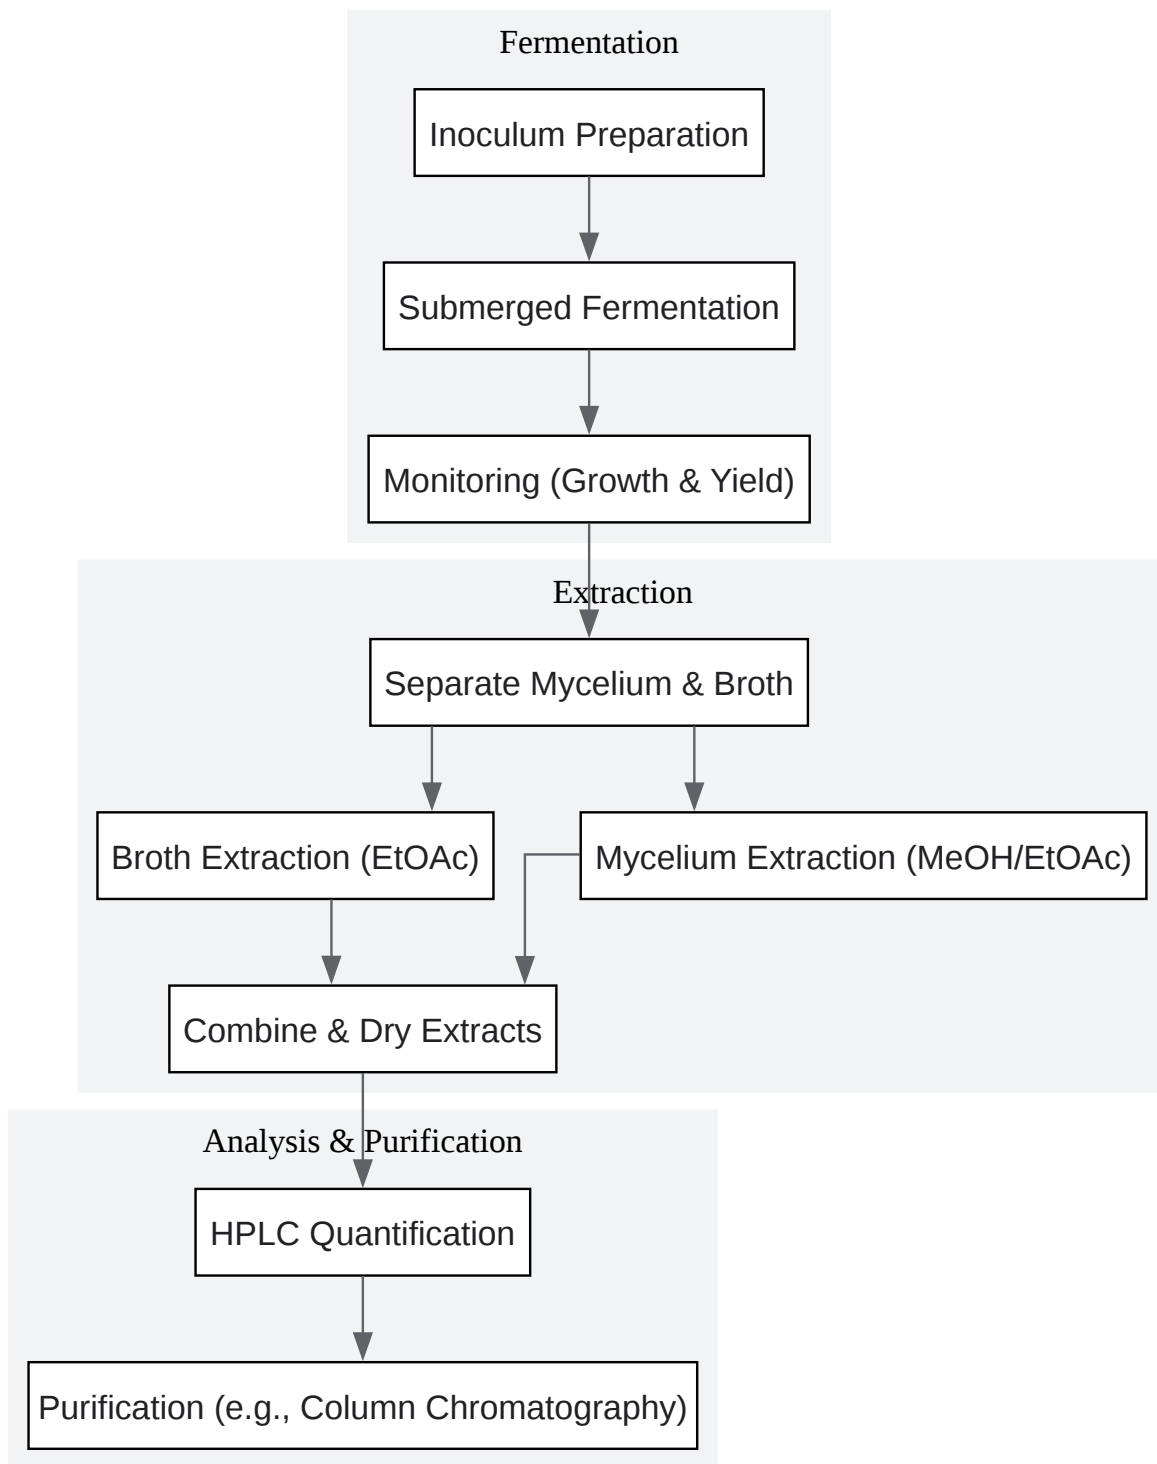 Fermentation
Inoculum Preparation
Submerged Fermentation
Monitoring (Growth & Yield)
Extraction
Separate Mycelium & Broth
Broth Extraction (EtOAc)
Mycelium Extraction (MeOH/EtOAc)
Combine & Dry Extracts
Analysis & Purification
HPLC Quantification
Purification (e.g., Column Chromatography)